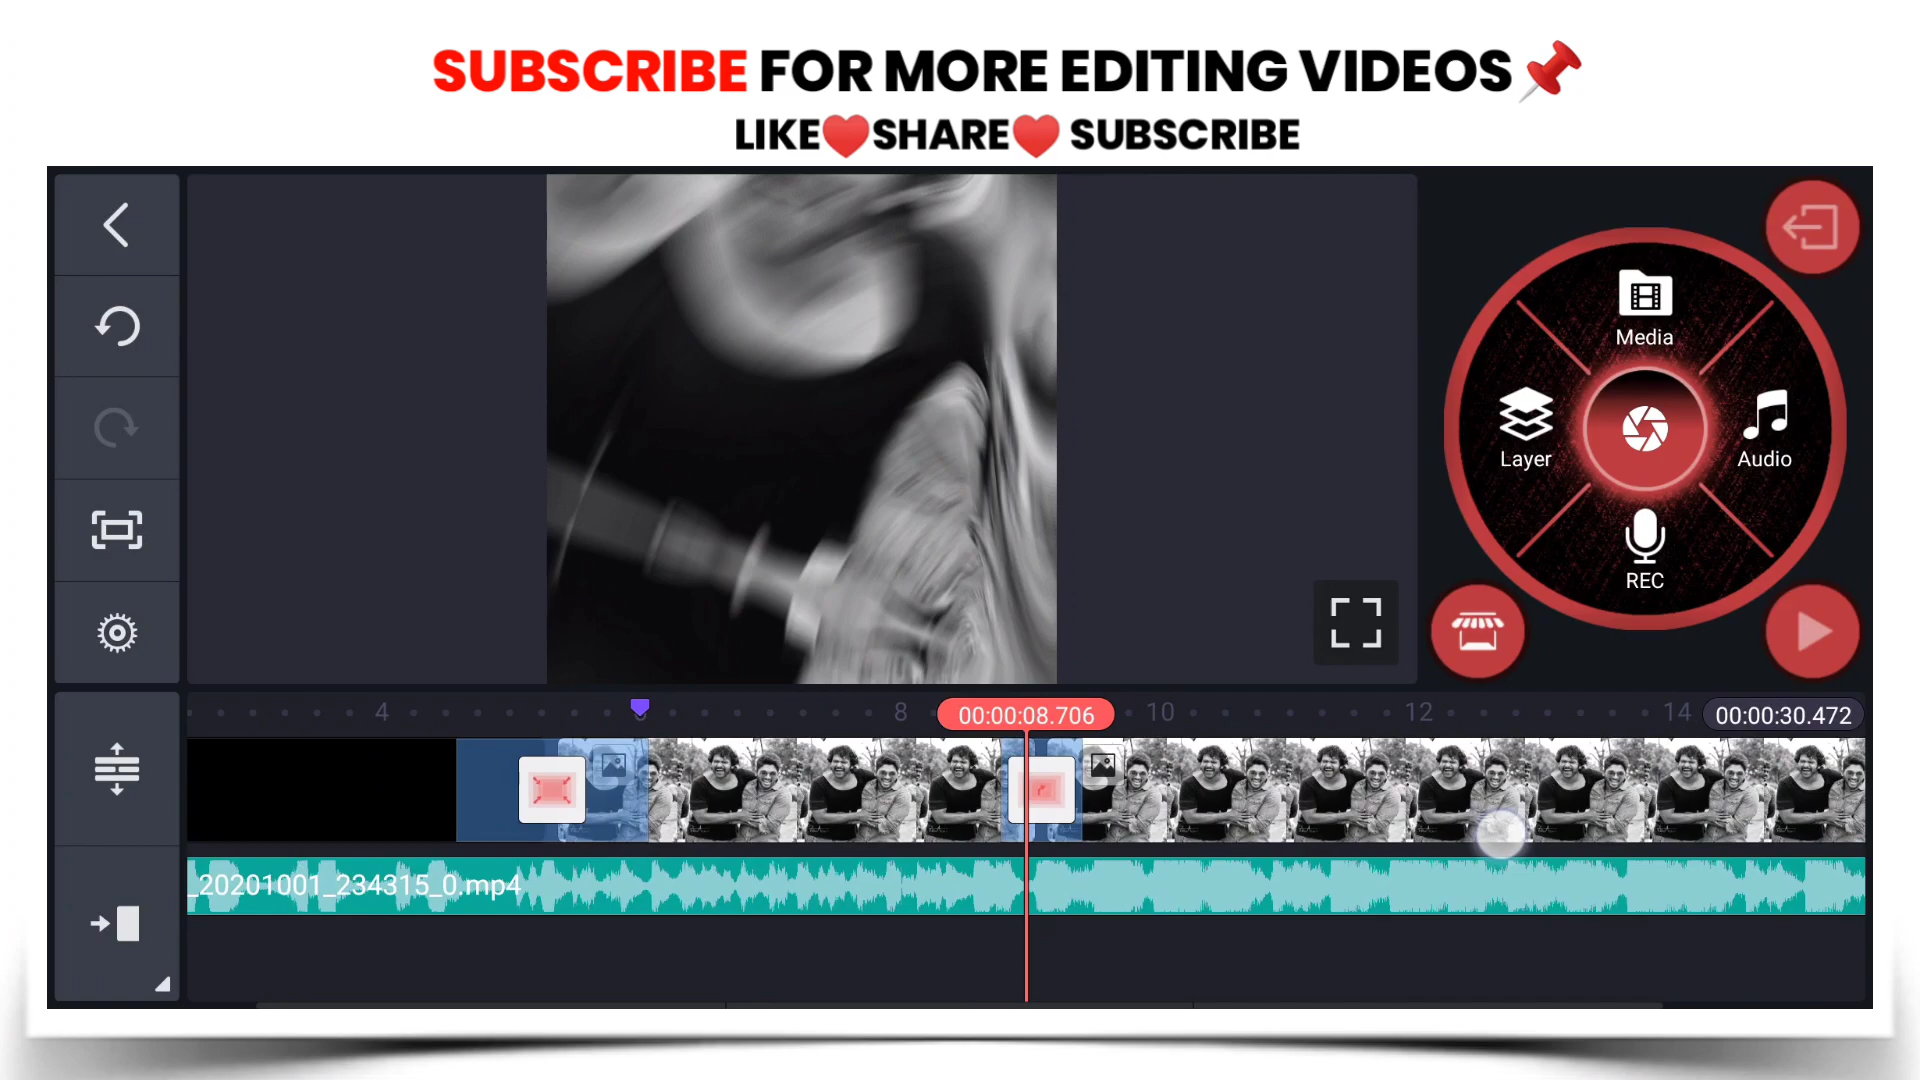 SUBSCRIBE FOR MORE EDITING VIDEOS
LIKE SHARE SUBSCRIBE
Media
Layer
Audio
REC
4
8
00:00:08.706
10
12
14
00:00:30.472
_20201001_234315_0.mp4